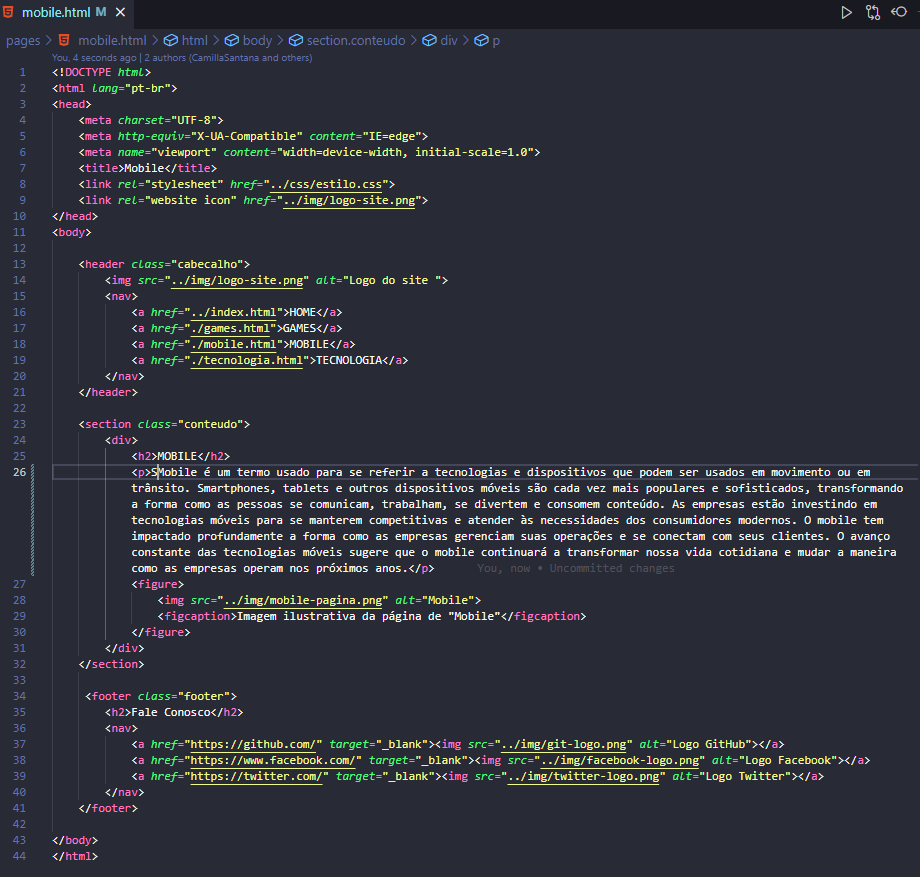 mobile.html M
pages > mobile.html > html > body > section.conteudo > div > p
You, 4 seconds ago | 2 authors (CamillaSantana and others)
1 <!DOCTYPE html>
2 <html lang="pt-br">
3 <head>
4 <meta charset="UTF-8">
5 <meta http-equiv="X-UA-Compatible" content="IE=edge">
6 <meta name="viewport" content="width=device-width, initial-scale=1.0">
7 <title>Mobile</title>
8 <link rel="stylesheet" href="../css/estilo.css">
9 <link rel="website icon" href="../img/logo-site.png">
10 </head>
11 <body>
12
13 <header class="cabecalho">
14 <img src="../img/logo-site.png" alt="Logo do site ">
15 <nav>
16 <a href="../index.html">HOME</a>
17 <a href="./games.html">GAMES</a>
18 <a href="./mobile.html">MOBILE</a>
19 <a href="./tecnologia.html">TECNOLOGIA</a>
20 </nav>
21 </header>
22
23 <section class="conteudo">
24 <div>
25 <h2>MOBILE</h2>
26 <p>SMobile é um termo usado para se referir a tecnologias e dispositivos que podem ser usados em movimento ou em
trânsito. Smartphones, tablets e outros dispositivos móveis são cada vez mais populares e sofisticados, transformando
a forma como as pessoas se comunicam, trabalham, se divertem e consomem conteúdo. As empresas estão investindo em
tecnologias móveis para se manterem competitivas e atender às necessidades dos consumidores modernos. O mobile tem
impactado profundamente a forma como as empresas gerenciam suas operações e se conectam com seus clientes. O avanço
constante das tecnologias móveis sugere que o mobile continuará a transformar nossa vida cotidiana e mudar a maneira
como as empresas operam nos próximos anos.</p> You, now • Uncommitted changes
27 <figure>
28 <img src="../img/mobile-pagina.png" alt="Mobile">
29 <figcaption>Imagem ilustrativa da página de "Mobile"</figcaption>
30 </figure>
31 </div>
32 </section>
33
34 <footer class="footer">
35 <h2>Fale Conosco</h2>
36 <nav>
37 <a href="https://github.com/" target="_blank"><img src="../img/git-logo.png" alt="Logo GitHub"></a>
38 <a href="https://www.facebook.com/" target="_blank"><img src="../img/facebook-logo.png" alt="Logo Facebook"></a>
39 <a href="https://twitter.com/" target="_blank"><img src="../img/twitter-logo.png" alt="Logo Twitter"></a>
40 </nav>
41 </footer>
42
43 </body>
44 </html>